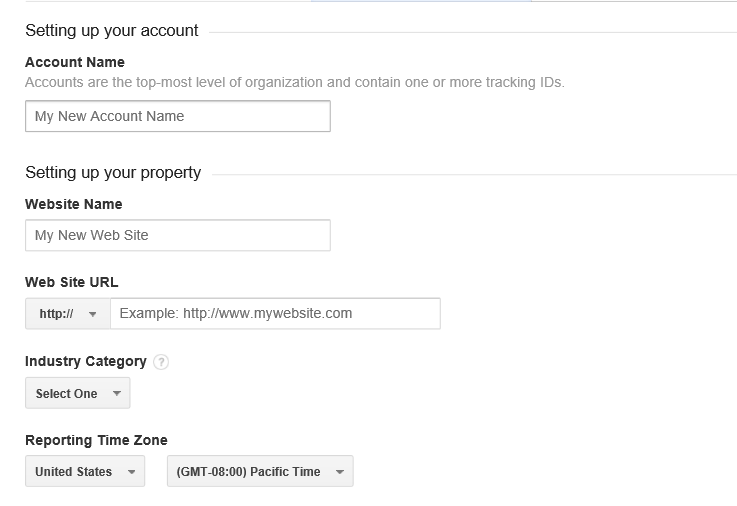 Setting up your account
Account Name
Accounts are the top-most level of organization and contain one or more tracking IDs.
My New Account Name
Setting up your property
Website Name
My New Web Site
Web Site URL
http:// Example: http://www.mywebsite.com
Industry Category ?
Select One
Reporting Time Zone
United States (GMT-08:00) Pacific Time